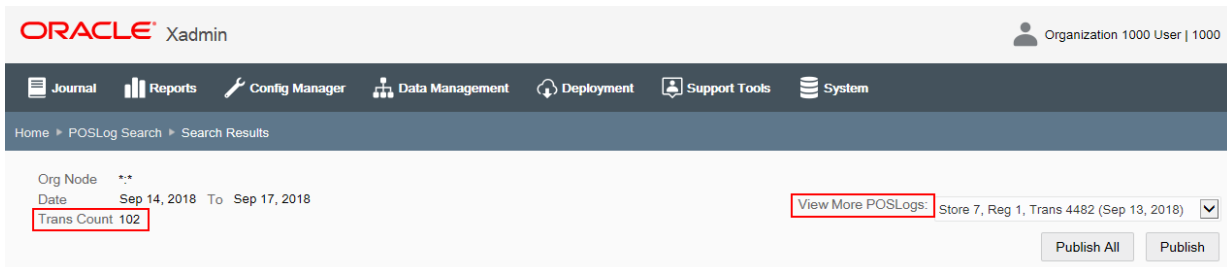 ORACLE® Xadmin
Organization 1000 User | 1000
Journal Reports Config Manager Data Management Deployment Support Tools System
Home POSLog Search Search Results
Org Node *:*
Date Sep 14, 2018 To Sep 17, 2018
Trans Count 102
View More POSLogs: Store 7, Reg 1, Trans 4482 (Sep 13, 2018)
Publish All Publish